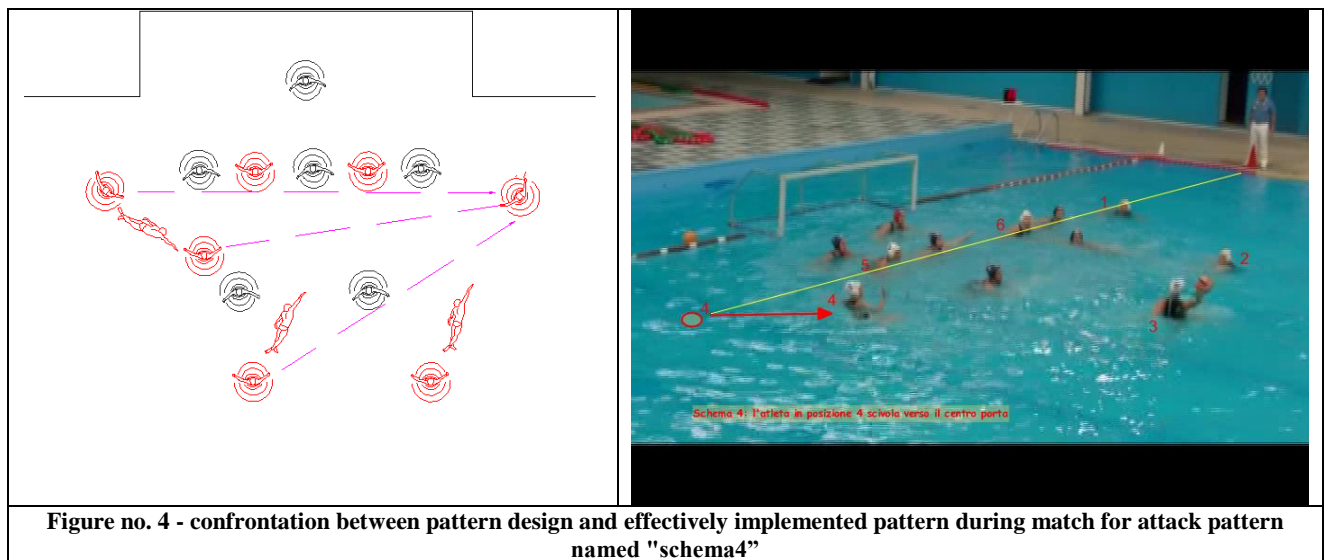 1
6
2
5
4
4
3
Schema 4: l'atleta in posizione 4 scivola verso il centro porta
Figure no. 4 - confrontation between pattern design and effectively implemented pattern during match for attack pattern
named "schema4”